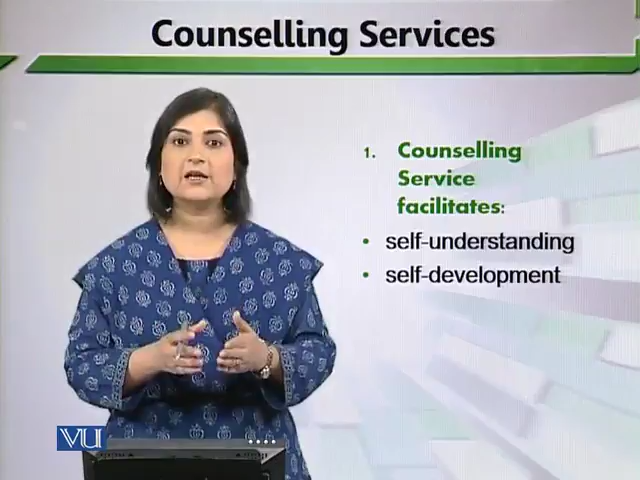 Counselling Services
1. Counselling
Service
facilitates:
• self-understanding
• self-development
VU